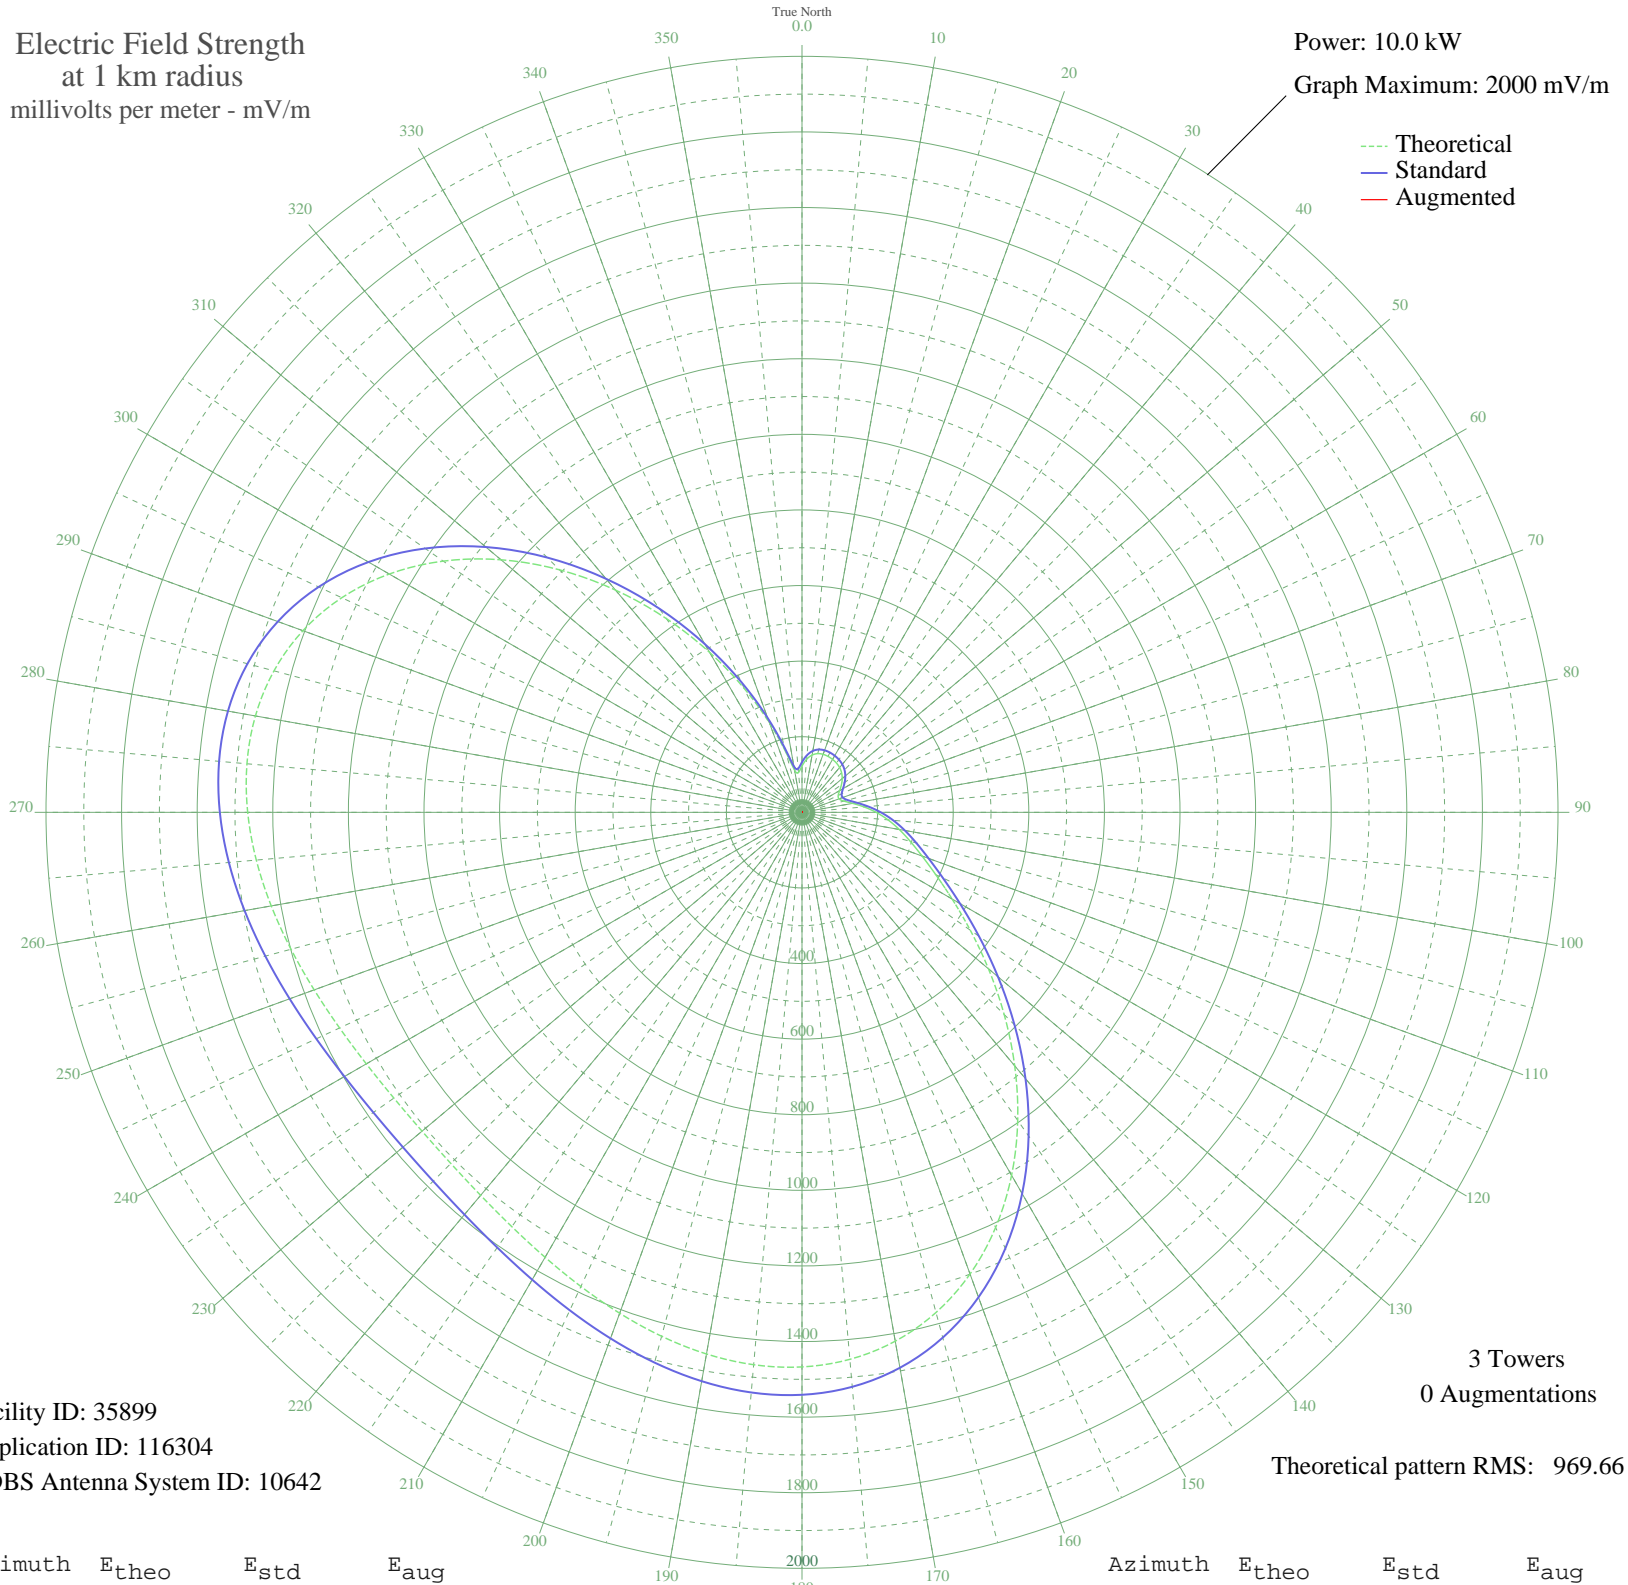 Electric Field Strength
at 1 km radius
millivolts per meter - mV/m
True North
0.0
10
20
30
40
50
60
70
80
90
100
110
120
130
140
150
160
170
190
200
210
220
230
240
250
260
270
280
290
300
310
320
330
340
350
Power: 10.0 kW
Graph Maximum: 2000 mV/m
Theoretical
Standard
Augmented
400
600
800
1000
1200
1400
1600
1800
2000
3 Towers
0 Augmentations
Theoretical pattern RMS: 969.66
cility ID: 35899
plication ID: 116304
DBS Antenna System ID: 10642
imuth Etheo Estd Eaug
Azimuth Etheo Estd Eaug